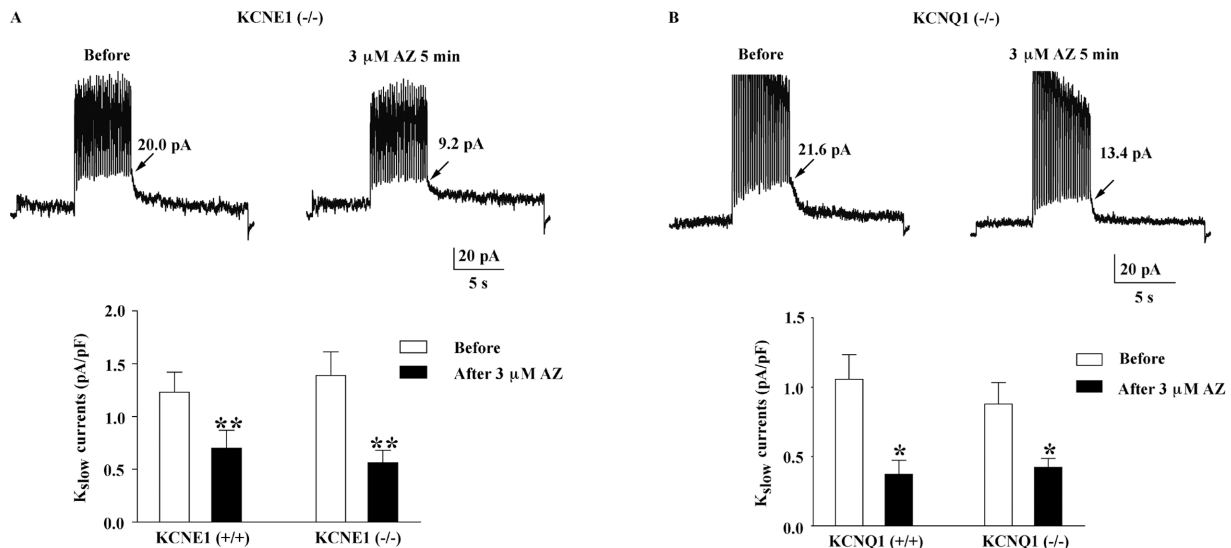 A
KCNE1 (-/-)
Before
3 μM AZ 5 min
20.0 pA
9.2 pA
20 pA
5 s
Kslow currents (pA/pF)
2.0
1.5
1.0
0.5
0.0
**
**
Before
After 3 μM AZ
KCNE1 (+/+)
KCNE1 (-/-)
B
KCNQ1 (-/-)
Before
3 μM AZ 5 min
21.6 pA
13.4 pA
20 pA
5 s
Kslow currents (pA/pF)
1.5
1.0
0.5
0.0
*
*
Before
After 3 μM AZ
KCNQ1 (+/+)
KCNQ1 (-/-)